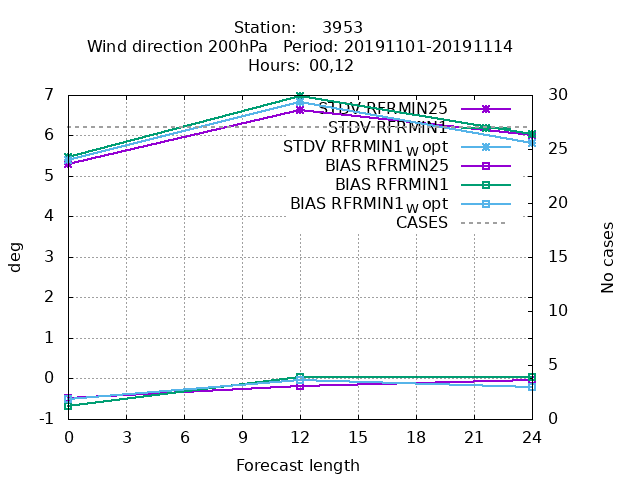 Station: 3953
Wind direction 200hPa Period: 20191101-20191114
Hours: 00,12
7
6
5
4
3
2
1
0
-1
deg
STDV RFRMIN25
STDV RFRMIN1
STDV RFRMIN1w opt
BIAS RFRMIN25
BIAS RFRMIN1
BIAS RFRMIN1w opt
CASES
30
25
20
15
10
5
0
No cases
0 3 6 9 12 15 18 21 24
Forecast length